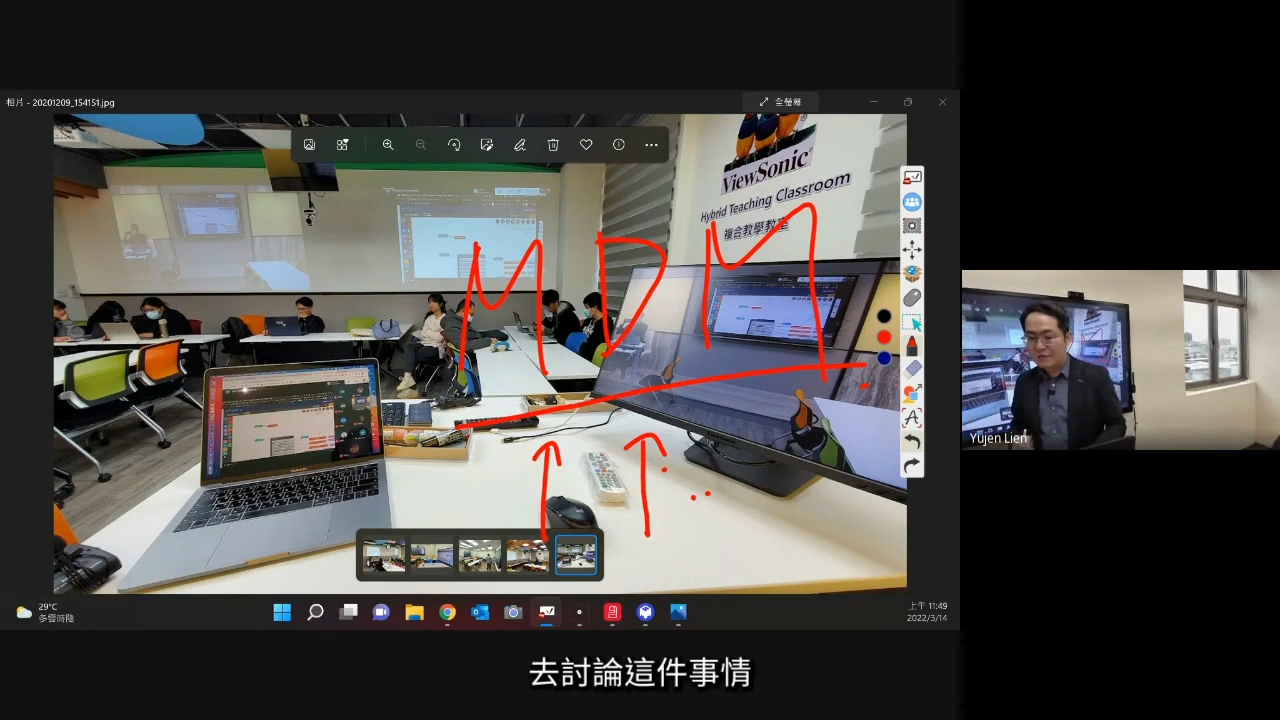 相片 - 20201209_154151.jpg
全螢幕
ViewSonic
Hybrid Teaching Classroom
複合教學教室
MDM
Yujen Lien
29°C
多雲時陰
上午 11:49
2022/3/14
去討論這件事情